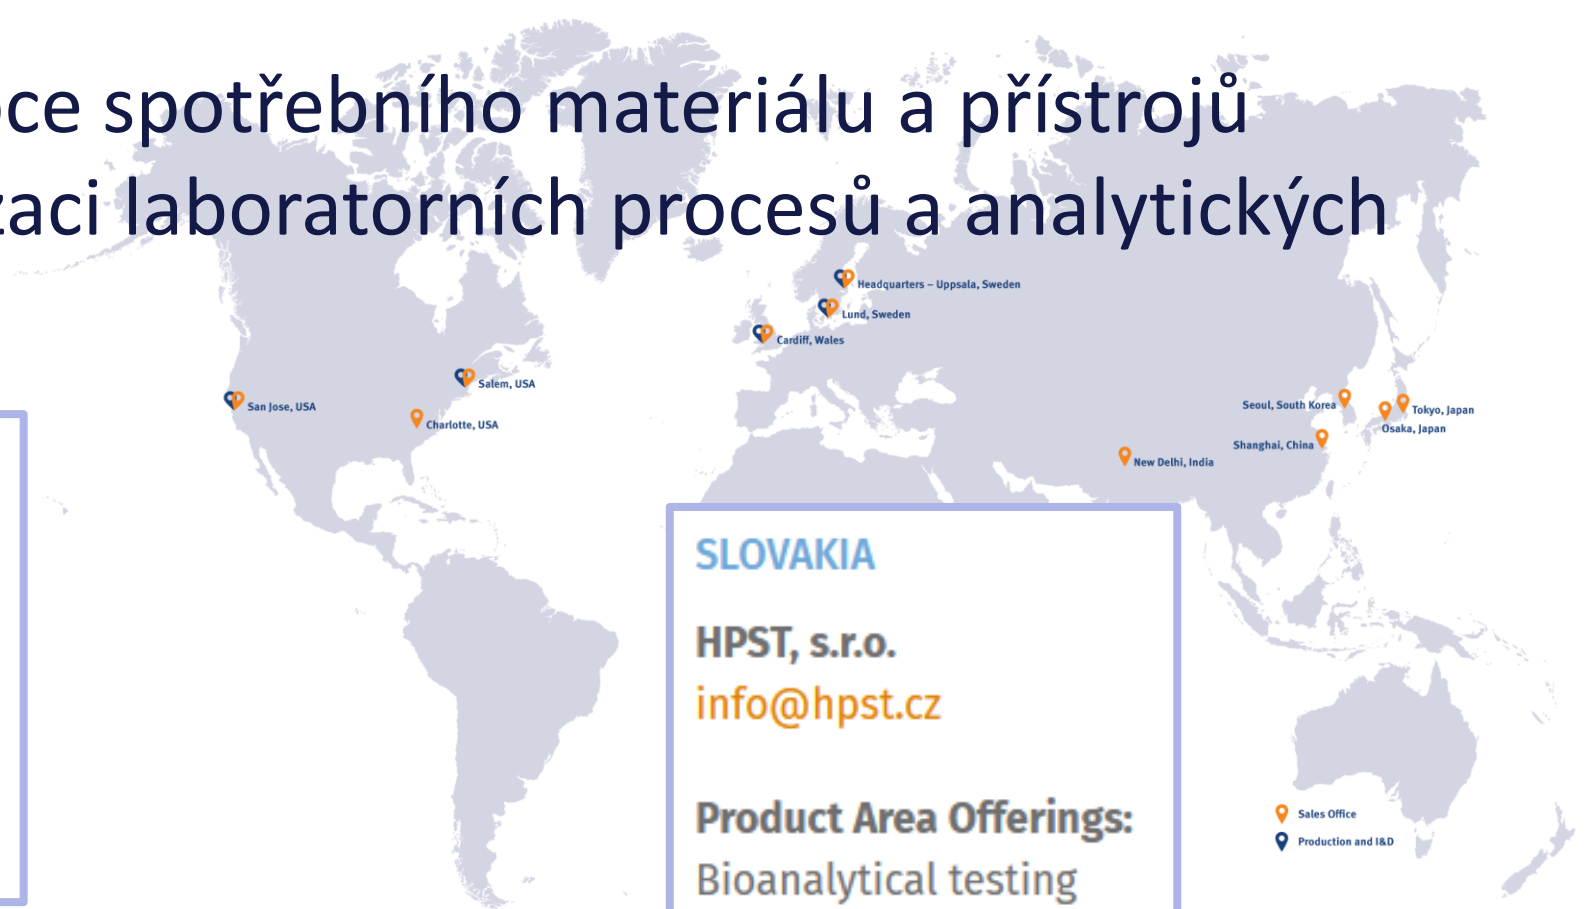 spotřebního materiálu a přístrojů
laboratorních procesů a analytických
Headquarters – Uppsala, Sweden
Lund, Sweden
Cardiff, Wales
Salem, USA
San Jose, USA
Charlotte, USA
Seoul, South Korea
Tokyo, Japan
Osaka, Japan
Shanghai, China
New Delhi, India
SLOVAKIA
HPST, s.r.o.
info@hpst.cz
Product Area Offerings:
Bioanalytical testing
Sales Office
Production and I&D